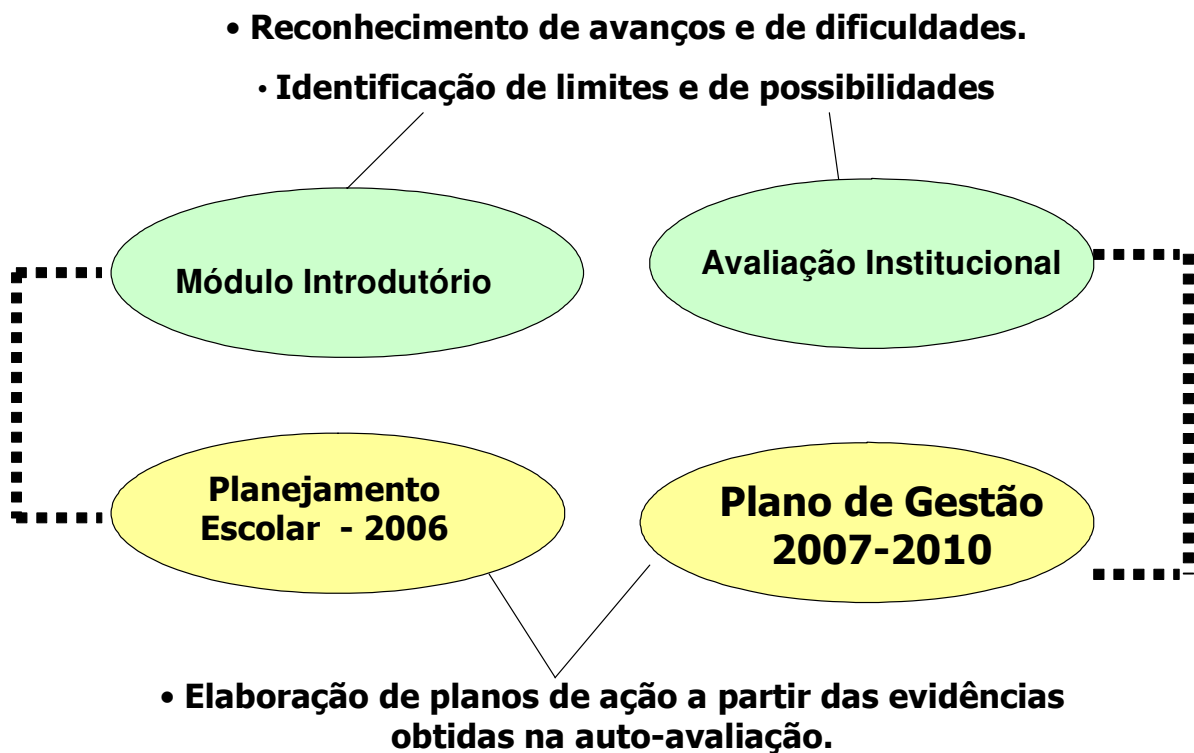 • Reconhecimento de avanços e de dificuldades.
• Identificação de limites e de possibilidades
Módulo Introdutório
Avaliação Institucional
Planejamento
Escolar - 2006
Plano de Gestão
2007-2010
• Elaboração de planos de ação a partir das evidências
obtidas na auto-avaliação.